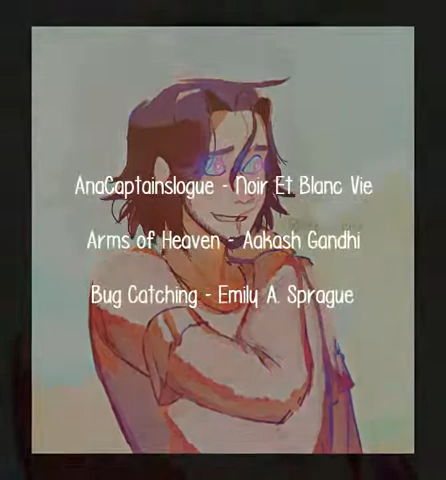 AnaCaptainslogue - Noir Et Blanc Vie
Arms of Heaven - Aakash Gandhi
Bug Catching - Emily A. Sprague